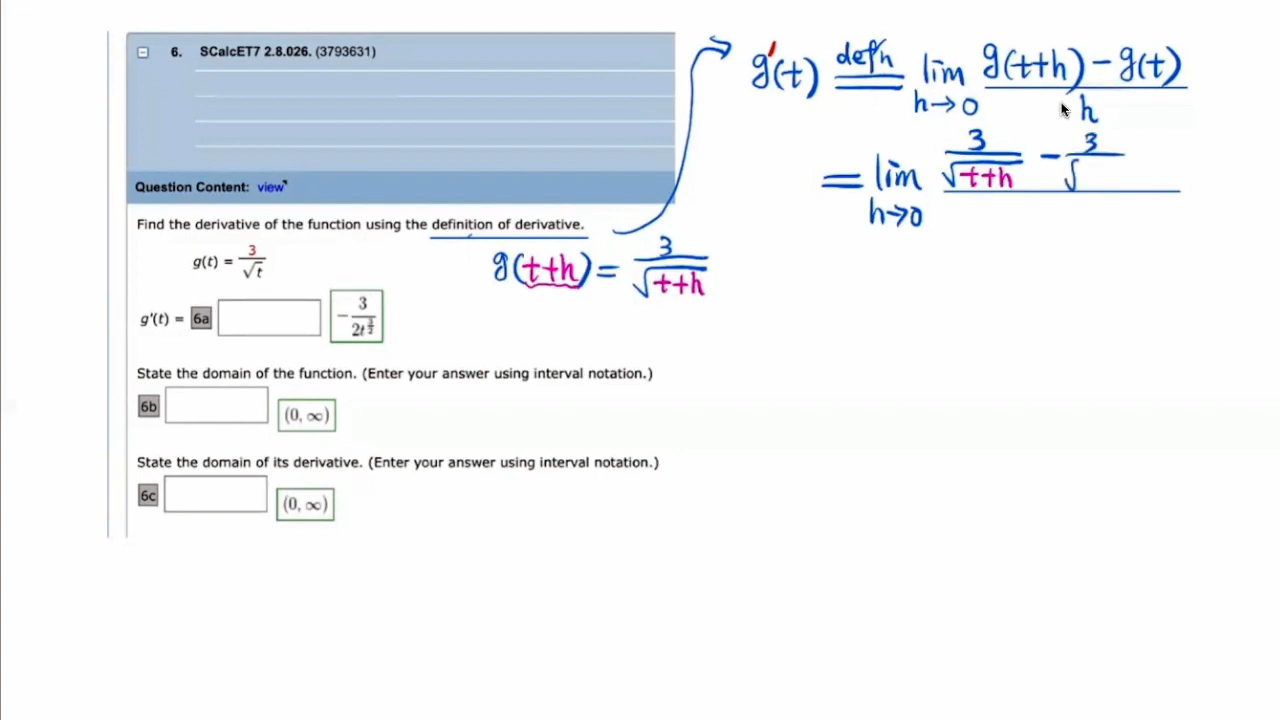 6. SCalcET7 2.8.026. (3793631)
Question Content: view
Find the derivative of the function using the definition of derivative.
g(t) = 3/√t
g'(t) = 6a
-3/(2t^(3/2))
State the domain of the function. (Enter your answer using interval notation.)
6b
(0, ∞)
State the domain of its derivative. (Enter your answer using interval notation.)
6c
(0, ∞)
g(t+h) = 3/√(t+h)
g'(t) defn = lim h→0 (g(t+h) - g(t))/h
= lim h→0 3/√(t+h) - 3/√